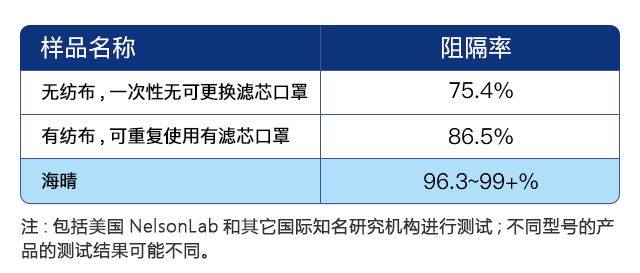 样品名称 阻隔率
无纺布，一次性无可更换滤芯口罩 75.4%
有纺布，可重复使用有滤芯口罩 86.5%
海晴 96.3~99+%
注：包括美国 NelsonLab 和其它国际知名研究机构进行测试；不同型号的产
品的测试结果可能不同。